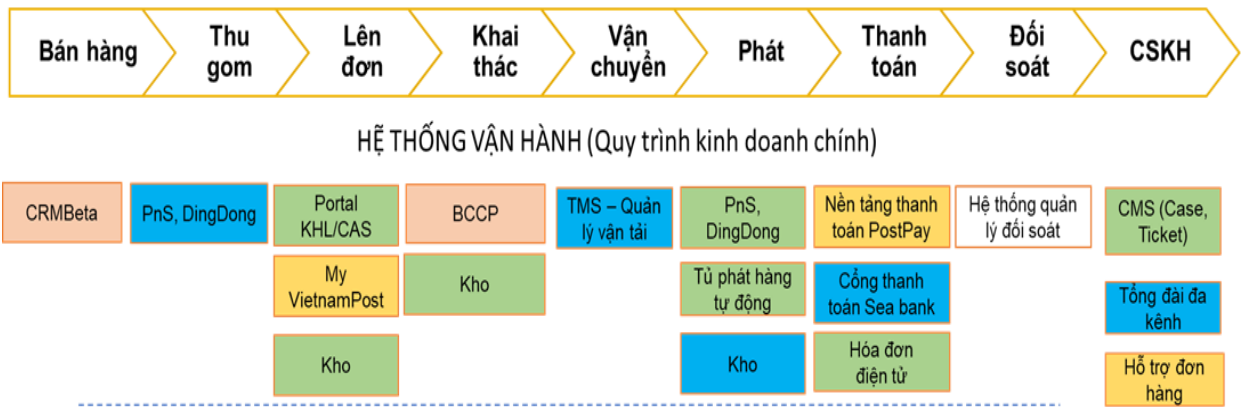 Bán hàng
Thu
gom
Lên
đơn
Khai
thác
Vận
chuyển
Phát
Thanh
toán
Đối
soát
CSKH
HỆ THỐNG VẬN HÀNH (Quy trình kinh doanh chính)
CRMBeta
PnS, DingDong
Portal
KHL/CAS
BCCP
TMS – Quản
lý vận tải
PnS,
DingDong
Nền tảng thanh
toán PostPay
Hệ thống quản
lý đối soát
CMS (Case,
Ticket)
My
VietnamPost
Kho
Tủ phát hàng
tự động
Cổng thanh
toán Sea bank
Tổng đài đa
kênh
Kho
Kho
Hóa đơn
điện tử
Hỗ trợ đơn
hàng